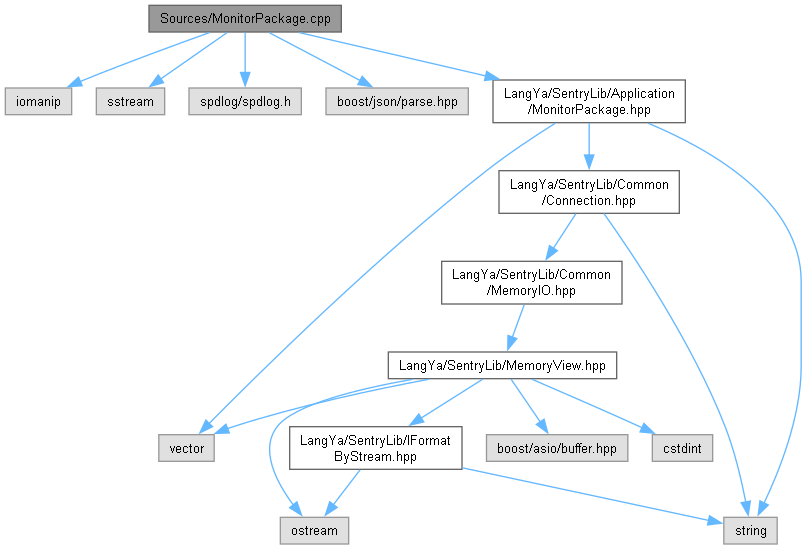 Sources/MonitorPackage.cpp
iomanip
sstream
spdlog/spdlog.h
boost/json/parse.hpp
LangYa/SentryLib/Application
/MonitorPackage.hpp
LangYa/SentryLib/Common
/Connection.hpp
LangYa/SentryLib/Common
/MemoryIO.hpp
LangYa/SentryLib/MemoryView.hpp
vector
LangYa/SentryLib/IFormat
ByStream.hpp
boost/asio/buffer.hpp
cstdint
ostream
string